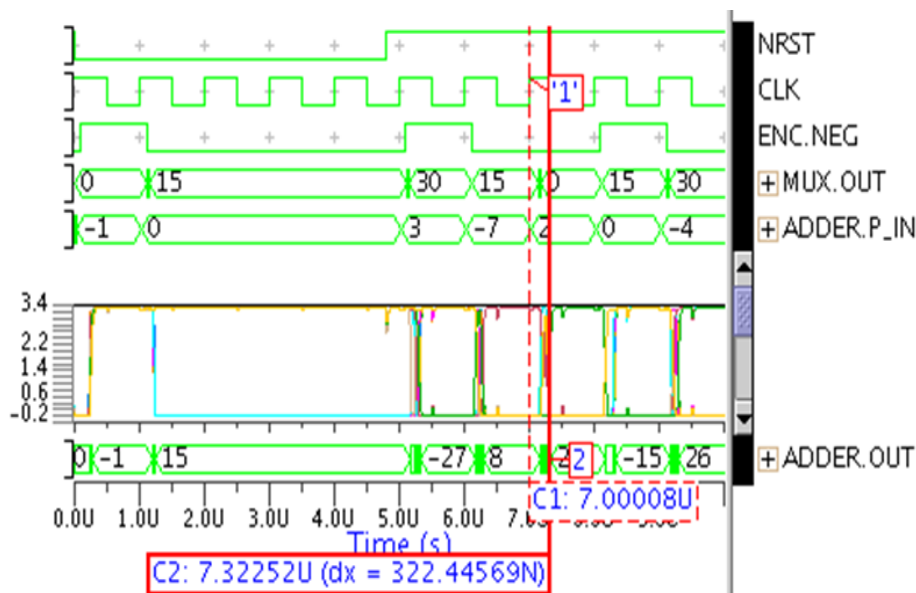 NRST
CLK
'1'
ENC.NEG
0 15 30 15 0 15 30 + MUX.OUT
-1 0 3 -7 2 0 -4 + ADDER.P_IN
3.4
2.2
1.4
0.6
-0.2
0 -1 15 -27 8 2 -15 26 + ADDER.OUT
C1: 7.00008U
0.0U 1.0U 2.0U 3.0U 4.0U 5.0U 6.0U
Time (s)
C2: 7.32252U (dx = 322.44569N)